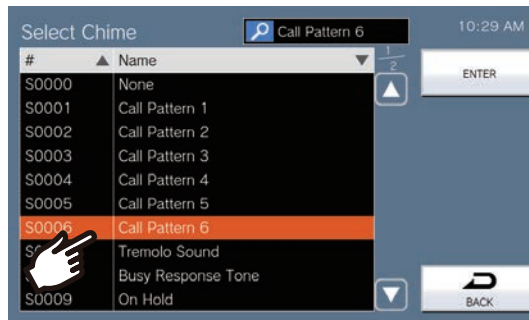 Select Chime
Call Pattern 6
10:29 AM
# Name
1/2
ENTER
S0000 None
S0001 Call Pattern 1
S0002 Call Pattern 2
S0003 Call Pattern 3
S0004 Call Pattern 4
S0005 Call Pattern 5
S0006 Call Pattern 6
Tremolo Sound
Busy Response Tone
S0009 On Hold
BACK